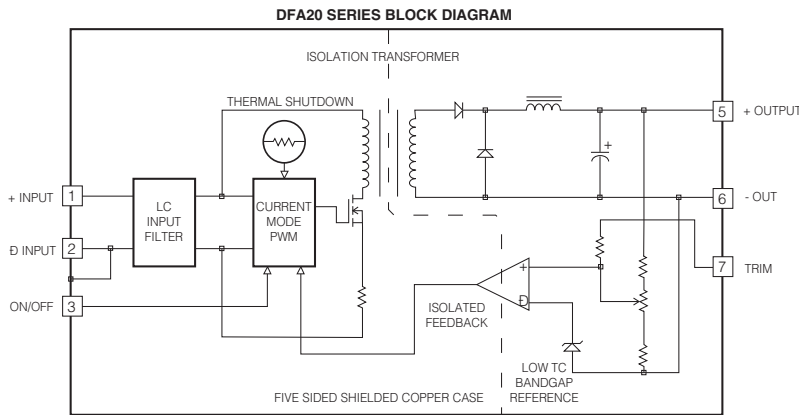 DFA20 SERIES BLOCK DIAGRAM
ISOLATION TRANSFORMER
THERMAL SHUTDOWN
5
+ OUTPUT
+
+ INPUT
1
LC
INPUT
FILTER
CURRENT
MODE
PWM
6
- OUT
Ð INPUT
2
7
TRIM
+
Ð
ON/OFF
3
ISOLATED
FEEDBACK
LOW TC
BANDGAP
REFERENCE
FIVE SIDED SHIELDED COPPER CASE